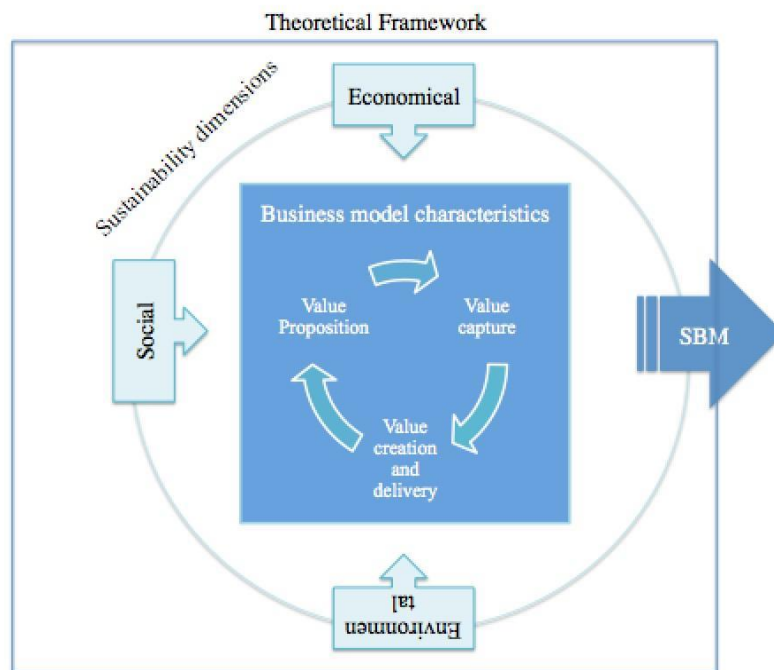 Theoretical Framework
Economical
Sustainability dimensions
Business model characteristics
Value
Proposition
Value
capture
Social
SBM
Value
creation
and
delivery
Environmen
tal